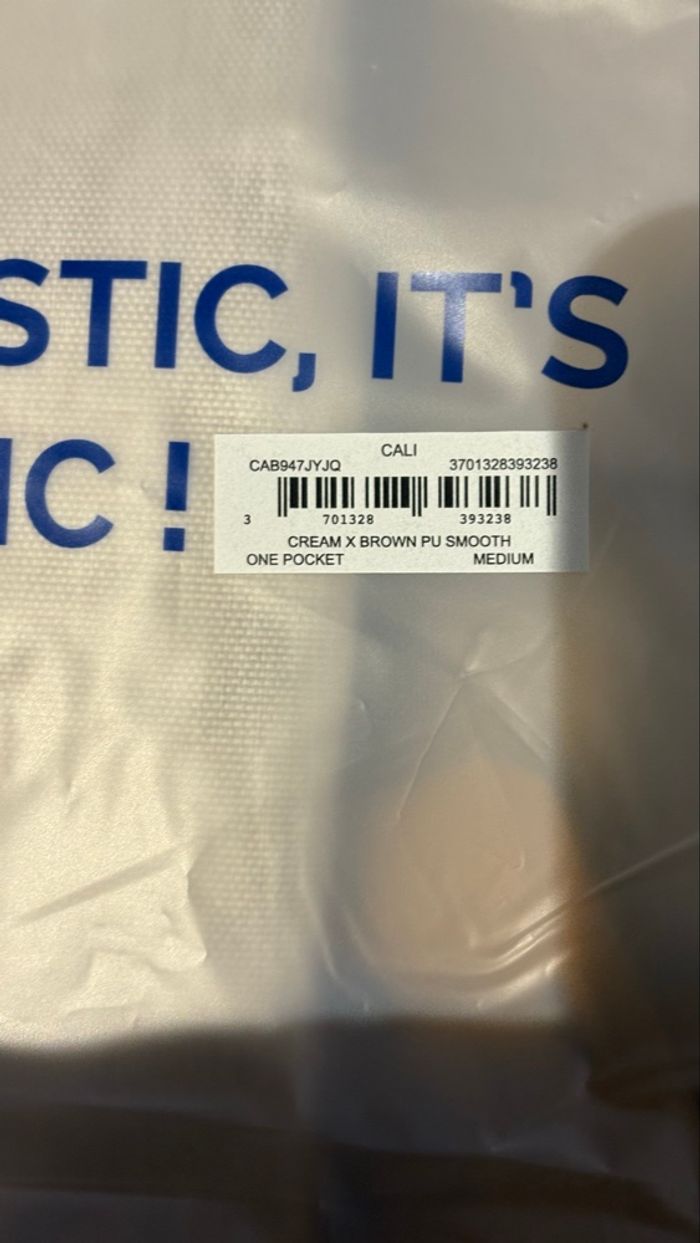 STIC, IT'S
IC !
CALI
CAB947JYJQ 3701328393238
3 701328 393238
CREAM X BROWN PU SMOOTH
ONE POCKET MEDIUM